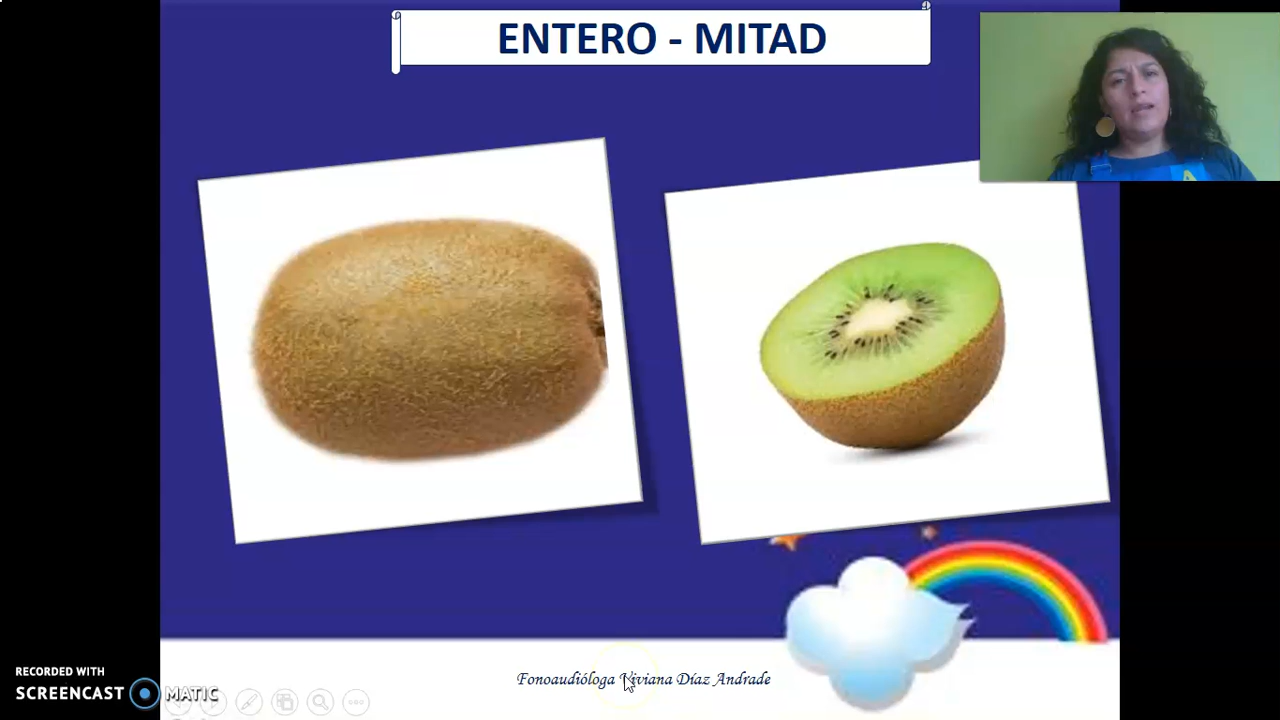 ENTERO - MITAD
Fonoaudióloga Viviana Díaz Andrade
RECORDED WITH
SCREENCAST MATIC